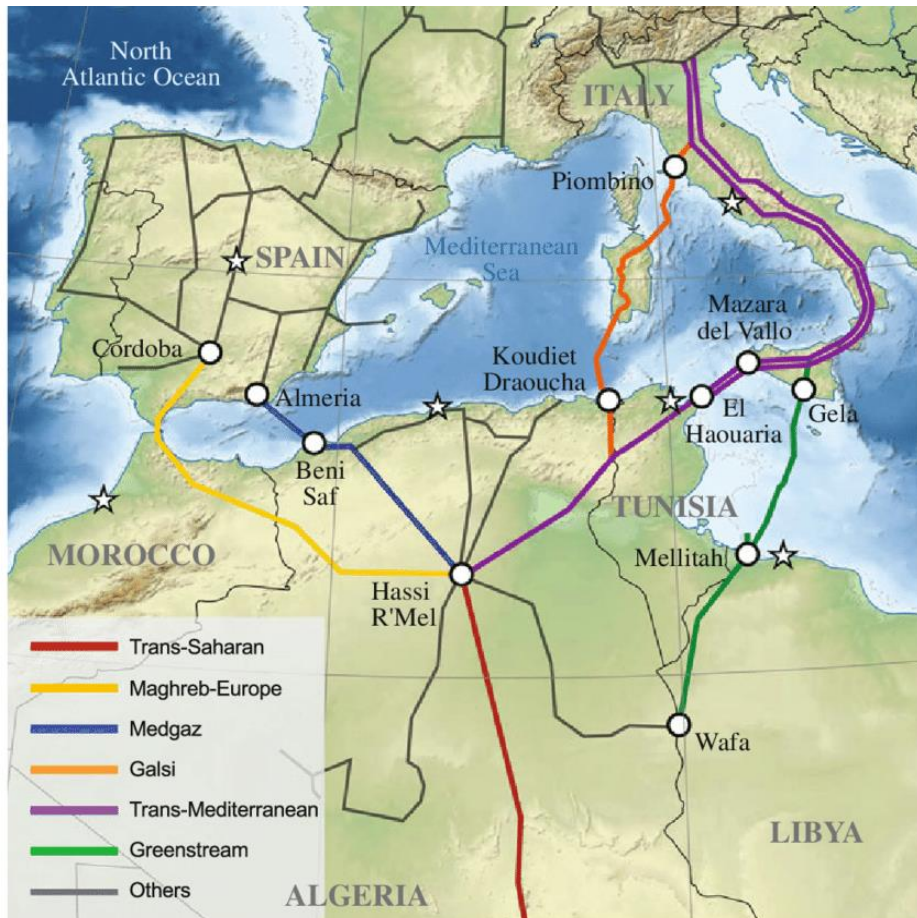 North
Atlantic Ocean
ITALY
Piombino
SPAIN
Mediterranean
Sea
Mazara
del Vallo
Cordoba
Koudiet
Draoucha
Almeria
El
Haouaria
Gela
Beni
Saf
TUNISIA
MOROCCO
Mellitah
Hassi
R'Mel
Trans-Saharan
Maghreb-Europe
Medgaz
Wafa
Galsi
Trans-Mediterranean
Greenstream
LIBYA
Others
ALGERIA